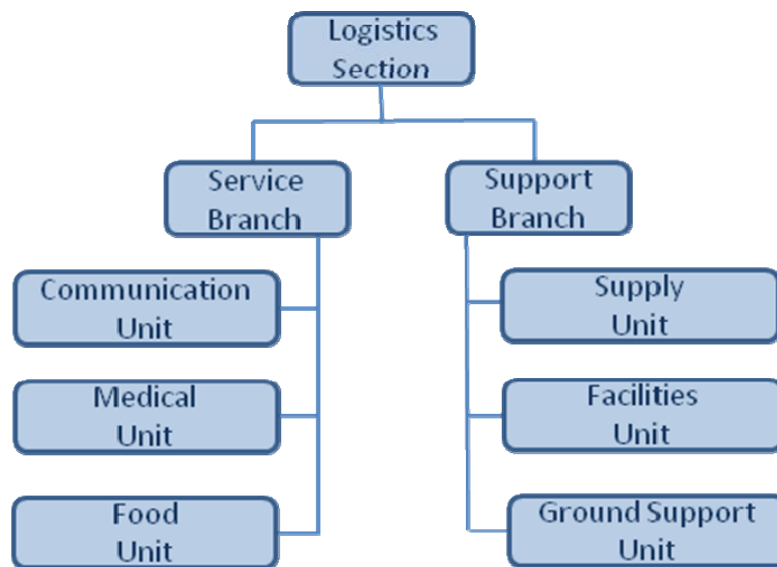 Logistics
Section
Service
Branch
Support
Branch
Communication
Unit
Medical
Unit
Food
Unit
Supply
Unit
Facilities
Unit
Ground Support
Unit